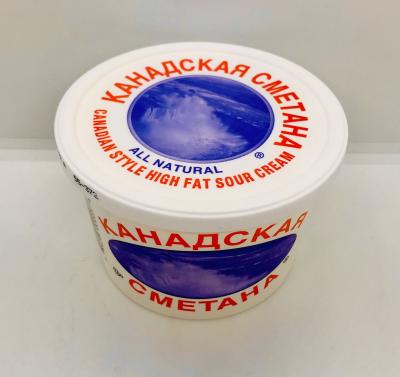 КАНАДСКАЯ СМЕТАНА
ALL NATURAL ®
CANADIAN STYLE HIGH FAT SOUR CREAM
КАНАДСКАЯ
СМЕТАНА